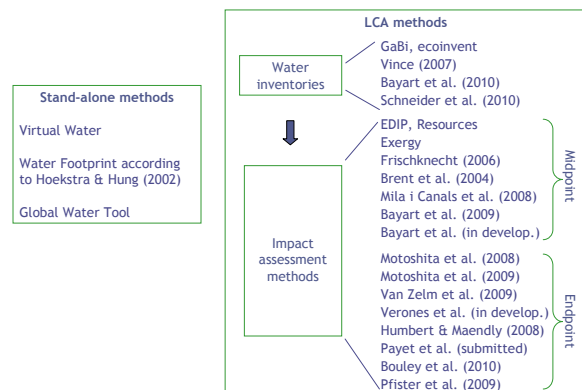 LCA methods
Stand-alone methods
Virtual Water
Water Footprint according
to Hoekstra & Hung (2002)
Global Water Tool
Water
inventories
GaBi, ecoinvent
Vince (2007)
Bayart et al. (2010)
Schneider et al. (2010)
Impact
assessment
methods
EDIP, Resources
Exergy
Frischknecht (2006)
Brent et al. (2004)
Mila i Canals et al. (2008)
Bayart et al. (2009)
Bayart et al. (in develop.)
Midpoint
Motoshita et al. (2008)
Motoshita et al. (2009)
Van Zelm et al. (2009)
Verones et al. (in develop.)
Humbert & Maendly (2008)
Payet et al. (submitted)
Bouley et al. (2010)
Pfister et al. (2009)
Endpoint